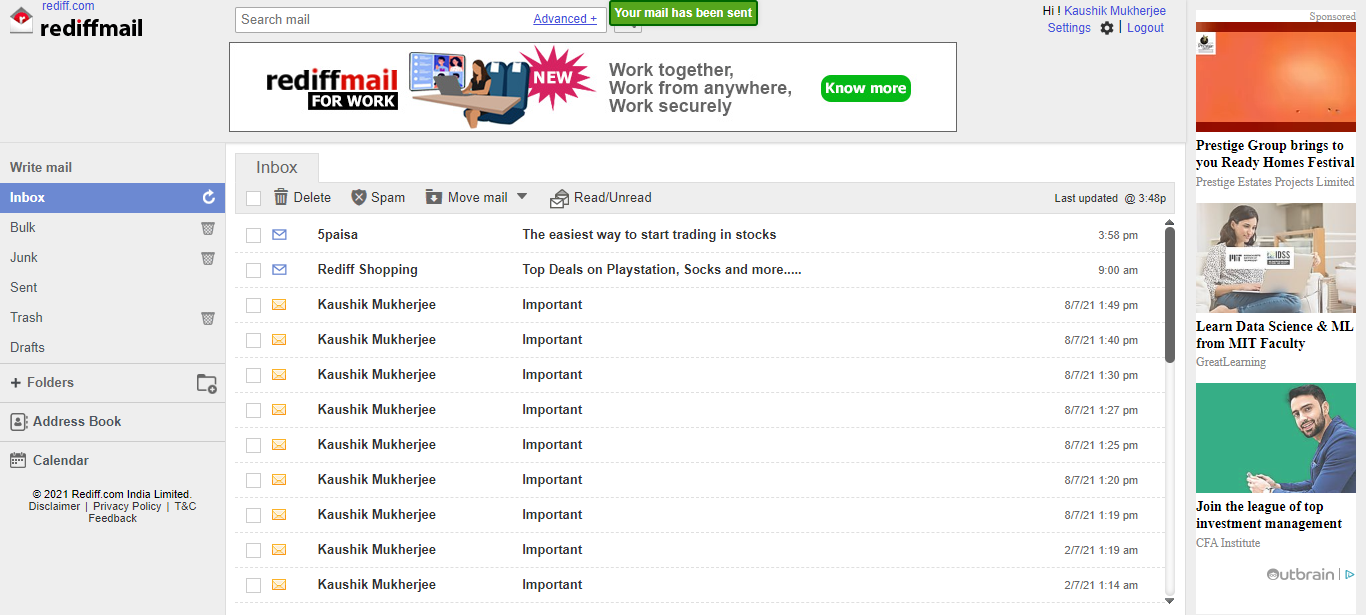 rediff.com
rediffmail
Search mail
Advanced +
Your mail has been sent
Hi ! Kaushik Mukherjee
Settings | Logout
rediffmail
FOR WORK
NEW
Work together,
Work from anywhere,
Work securely
Know more
Write mail
Inbox
Bulk
Junk
Sent
Trash
Drafts
+ Folders
Address Book
Calendar
© 2021 Rediff.com India Limited.
Disclaimer | Privacy Policy | T&C
Feedback
Inbox
Delete Spam Move mail Read/Unread Last updated @ 3:48p
5paisa The easiest way to start trading in stocks 3:58 pm
Rediff Shopping Top Deals on Playstation, Socks and more..... 9:00 am
Kaushik Mukherjee Important 8/7/21 1:49 pm
Kaushik Mukherjee Important 8/7/21 1:40 pm
Kaushik Mukherjee Important 8/7/21 1:30 pm
Kaushik Mukherjee Important 8/7/21 1:27 pm
Kaushik Mukherjee Important 8/7/21 1:25 pm
Kaushik Mukherjee Important 8/7/21 1:20 pm
Kaushik Mukherjee Important 8/7/21 1:19 pm
Kaushik Mukherjee Important 2/7/21 1:19 am
Kaushik Mukherjee Important 2/7/21 1:14 am
Sponsored
Prestige Group brings to
you Ready Homes Festival
Prestige Estates Projects Limited
MIT IDSS
Learn Data Science & ML
from MIT Faculty
GreatLearning
Join the league of top
investment management
CFA Institute
Outbrain